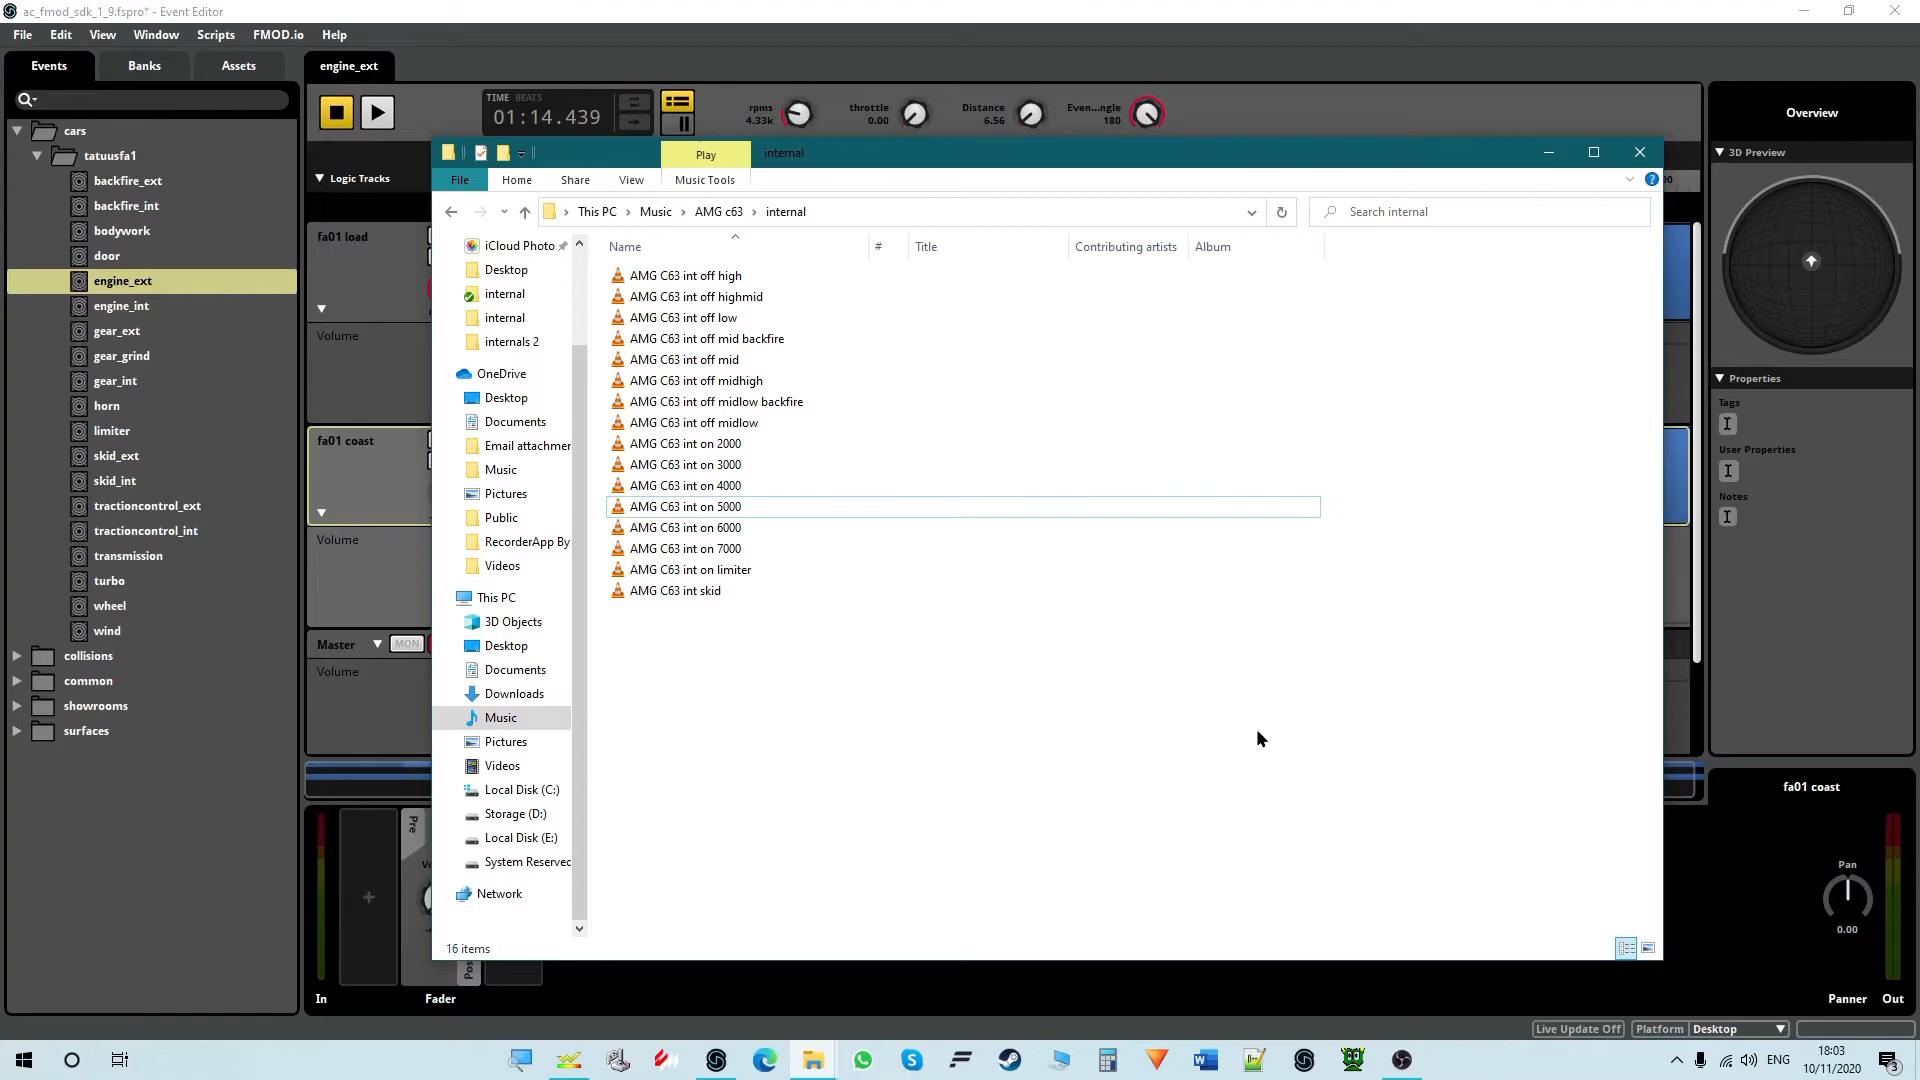 ac_fmod_sdk_1_9.fspro* - Event Editor
File Edit View Window Scripts FMOD.io Help
Events Banks Assets
engine_ext
cars
tatuusfa1
backfire_ext
backfire_int
bodywork
door
engine_ext
engine_int
gear_ext
gear_grind
gear_int
horn
limiter
skid_ext
skid_int
tractioncontrol_ext
tractioncontrol_int
transmission
turbo
wheel
wind
collisions
common
showrooms
surfaces
TIME BEATS
01:14.439
rpms
4.33k
throttle
0.00
Distance
6.56
Even...ngle
180
Logic Tracks
fa01 load
Volume
fa01 coast
Volume
Master MON
Volume
Play internal
File Home Share View Music Tools
This PC Music AMG c63 internal
Search internal
iCloud Photo
Desktop
internal
internal
internals 2
OneDrive
Desktop
Documents
Email attachmer
Music
Pictures
Public
RecorderApp By
Videos
This PC
3D Objects
Desktop
Documents
Downloads
Music
Pictures
Videos
Local Disk (C:)
Storage (D:)
Local Disk (E:)
System Reserved
Network
Name # Title Contributing artists Album
AMG C63 int off high
AMG C63 int off highmid
AMG C63 int off low
AMG C63 int off mid backfire
AMG C63 int off mid
AMG C63 int off midhigh
AMG C63 int off midlow backfire
AMG C63 int off midlow
AMG C63 int on 2000
AMG C63 int on 3000
AMG C63 int on 4000
AMG C63 int on 5000
AMG C63 int on 6000
AMG C63 int on 7000
AMG C63 int on limiter
AMG C63 int skid
16 items
Overview
3D Preview
Properties
Tags
User Properties
Notes
fa01 coast
Pan
0.00
Pre
In Fader Panner Out
Live Update Off Platform Desktop
ENG
18:03
10/11/2020
3